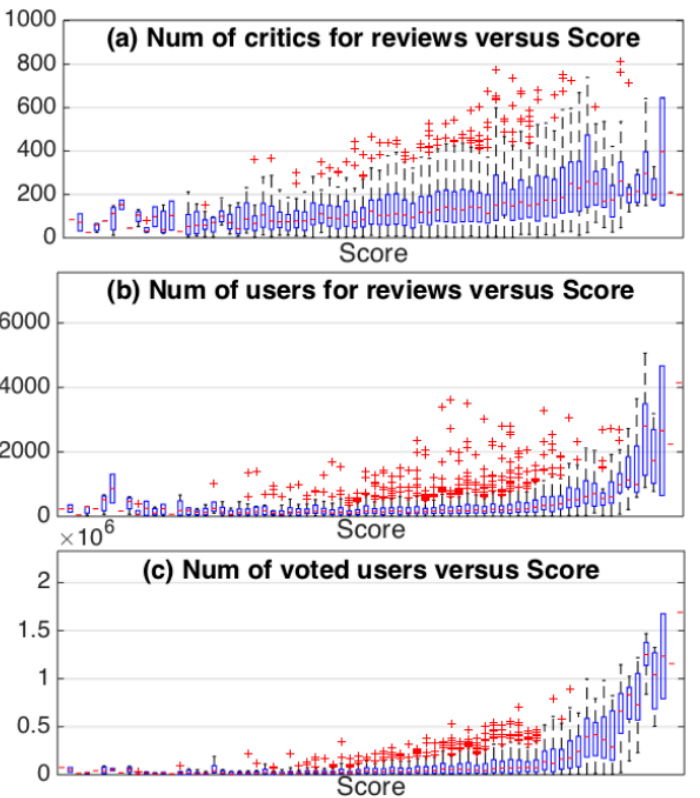 1000
(a) Num of critics for reviews versus Score
800
600
400
200
0
Score
(b) Num of users for reviews versus Score
6000
4000
2000
0
Score
×10^6
(c) Num of voted users versus Score
2
1.5
1
0.5
0
Score